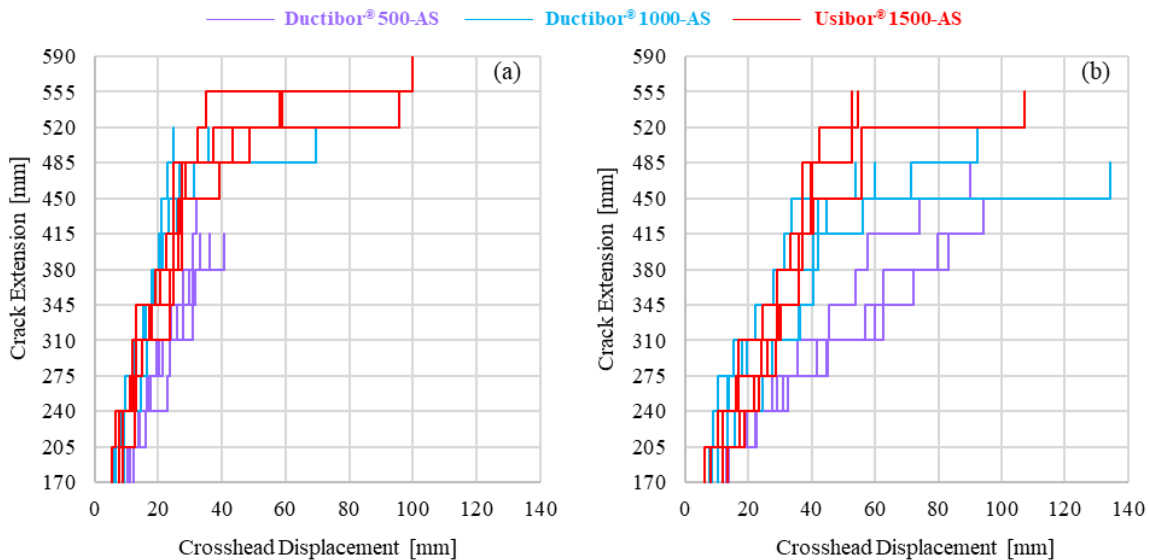 Ductibor® 500-AS Ductibor® 1000-AS Usibor® 1500-AS
(a)
590
555
520
485
450
415
380
345
310
275
240
205
170
Crack Extension [mm]
0 20 40 60 80 100 120 140
Crosshead Displacement [mm]
(b)
590
555
520
485
450
415
380
345
310
275
240
205
170
Crack Extension [mm]
0 20 40 60 80 100 120 140
Crosshead Displacement [mm]